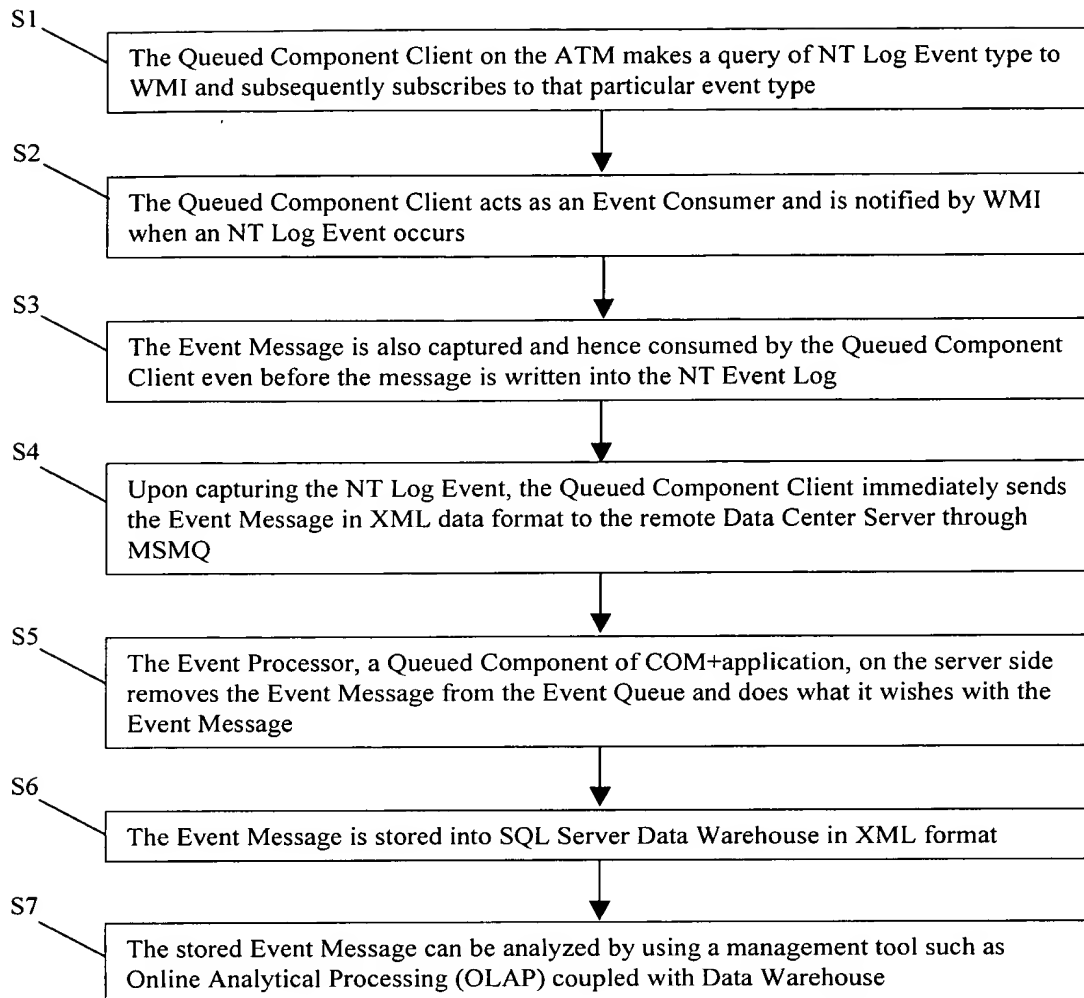 S1
The Queued Component Client on the ATM makes a query of NT Log Event type to
WMI and subsequently subscribes to that particular event type
S2
The Queued Component Client acts as an Event Consumer and is notified by WMI
when an NT Log Event occurs
S3
The Event Message is also captured and hence consumed by the Queued Component
Client even before the message is written into the NT Event Log
S4
Upon capturing the NT Log Event, the Queued Component Client immediately sends
the Event Message in XML data format to the remote Data Center Server through
MSMQ
S5
The Event Processor, a Queued Component of COM+application, on the server side
removes the Event Message from the Event Queue and does what it wishes with the
Event Message
S6
The Event Message is stored into SQL Server Data Warehouse in XML format
S7
The stored Event Message can be analyzed by using a management tool such as
Online Analytical Processing (OLAP) coupled with Data Warehouse